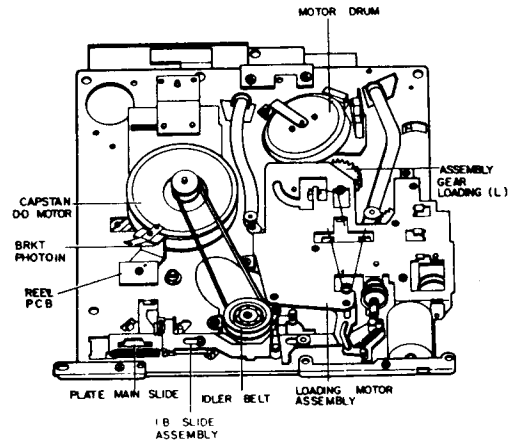 MOTOR DRUM
ASSEMBLY
GEAR
LOADING (L)
CAPSTAN
DD MOTOR
BRKT
PHOTOIN
REEL
PCB
PLATE MAIN SLIDE
IDLER BELT
LOADING MOTOR
ASSEMBLY
IB SLIDE
ASSEMBLY